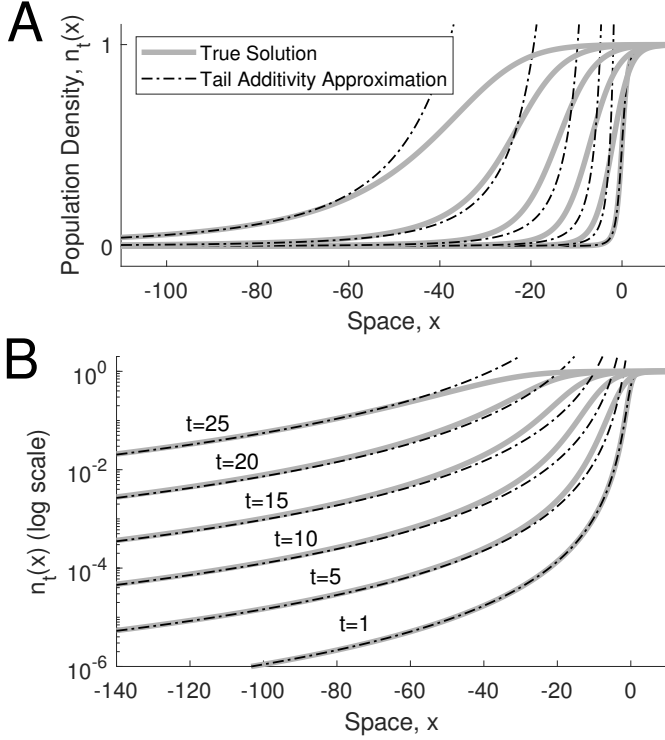 A
Population Density, n_t(x)
1
0
True Solution
Tail Additivity Approximation
-100 -80 -60 -40 -20 0
Space, x
B
n_t(x) (log scale)
10^0
10^-2
10^-4
10^-6
t=25
t=20
t=15
t=10
t=5
t=1
-140 -120 -100 -80 -60 -40 -20 0
Space, x